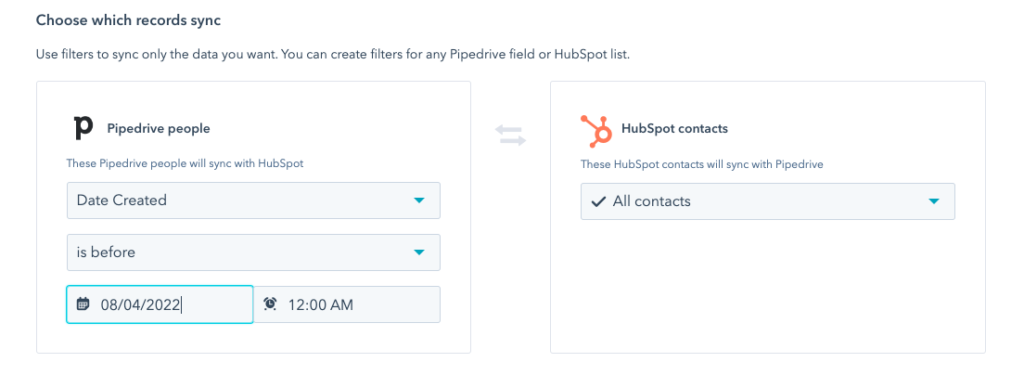 Choose which records sync
Use filters to sync only the data you want. You can create filters for any Pipedrive field or HubSpot list.
p Pipedrive people
These Pipedrive people will sync with HubSpot
Date Created
is before
08/04/2022 12:00 AM
HubSpot contacts
These HubSpot contacts will sync with Pipedrive
All contacts